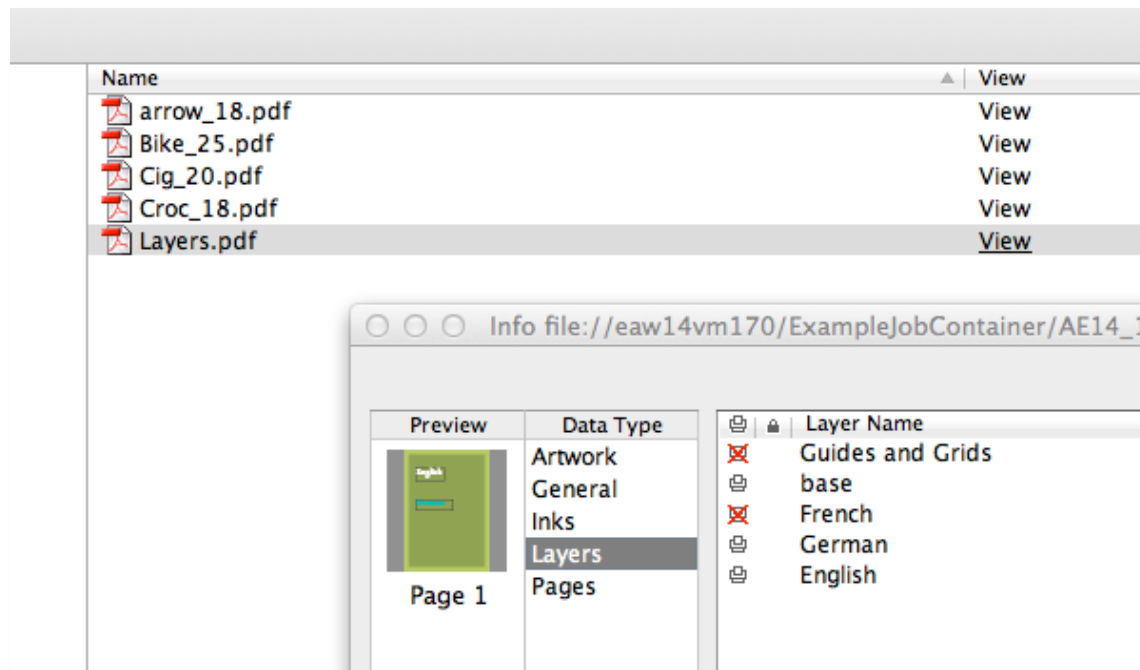 Name View
arrow_18.pdf View
Bike_25.pdf View
Cig_20.pdf View
Croc_18.pdf View
Layers.pdf View
Info file://eaw14vm170/ExampleJobContainer/AE14_1
Preview Data Type Layer Name
Artwork Guides and Grids
General base
Inks French
Layers German
Pages English
English
Page 1